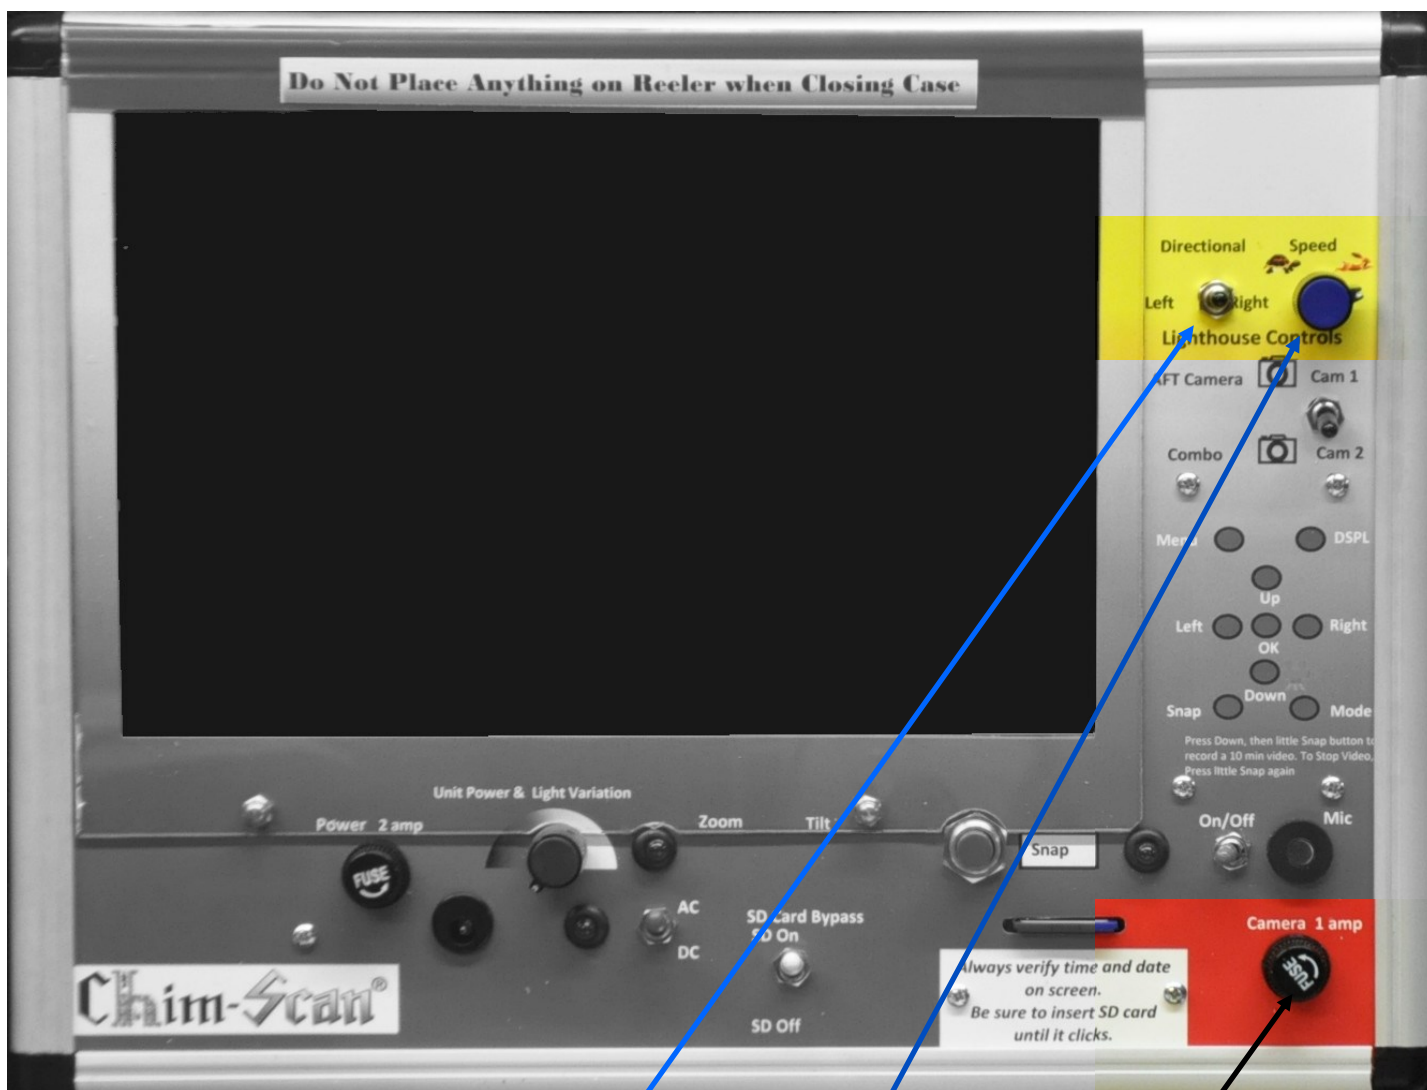 Do Not Place Anything on Reeler when Closing Case
Directional Speed
Left Right
Lighthouse Controls
AFT Camera Cam 1
Combo Cam 2
Menu DSPL
Up
Left Right
OK
Down
Snap Mode
Press Down, then little Snap button to
record a 10 min video. To Stop Video,
Press little Snap again
Unit Power & Light Variation
Power 2 amp
Zoom
Tilt
Snap
On/Off
Mic
FUSE
AC
DC
SD Card Bypass
SD On
SD Off
Camera 1 amp
FUSE
Always verify time and date
on screen.
Be sure to insert SD card
until it clicks.
Chim-Scan®